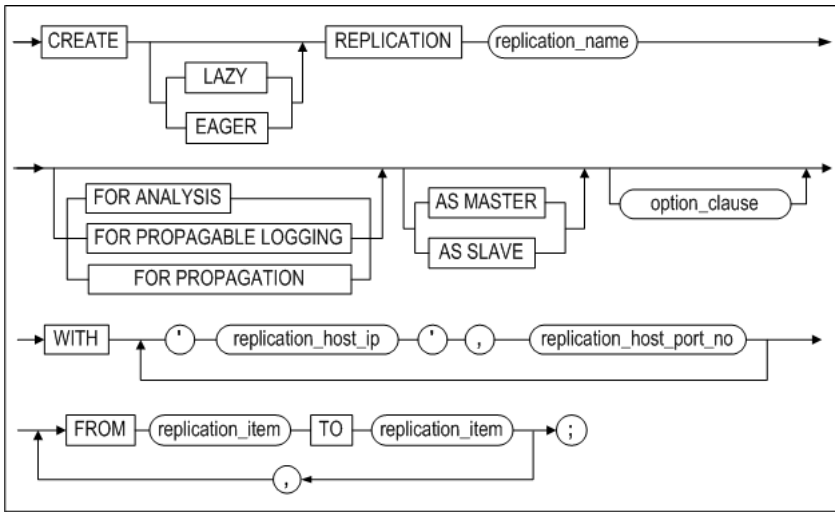 CREATE REPLICATION replication_name
LAZY
EAGER
FOR ANALYSIS
FOR PROPAGABLE LOGGING
FOR PROPAGATION
AS MASTER
AS SLAVE
option_clause
WITH ' replication_host_ip ' , replication_host_port_no
FROM replication_item TO replication_item ;
,